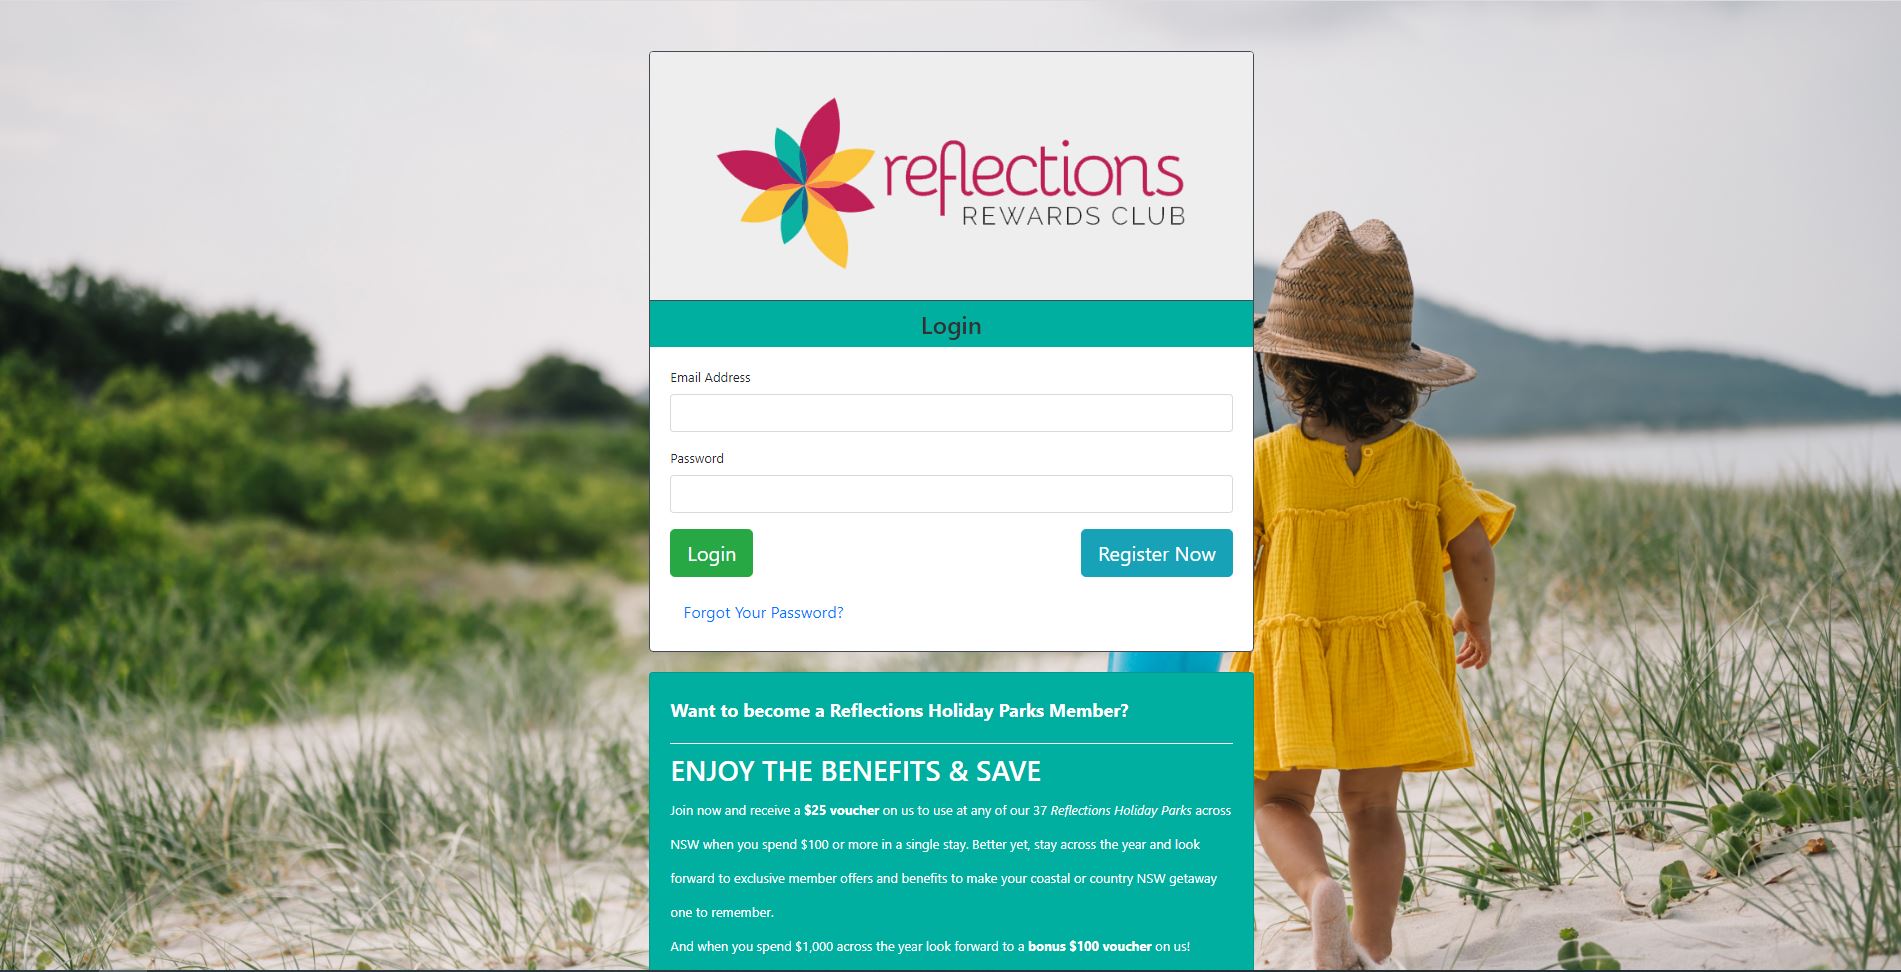 reflections
REWARDS CLUB
Login
Email Address
Password
Login
Register Now
Forgot Your Password?
Want to become a Reflections Holiday Parks Member?
ENJOY THE BENEFITS & SAVE
Join now and receive a $25 voucher on us to use at any of our 37 Reflections Holiday Parks across
NSW when you spend $100 or more in a single stay. Better yet, stay across the year and look
forward to exclusive member offers and benefits to make your coastal or country NSW getaway
one to remember.
And when you spend $1,000 across the year look forward to a bonus $100 voucher on us!